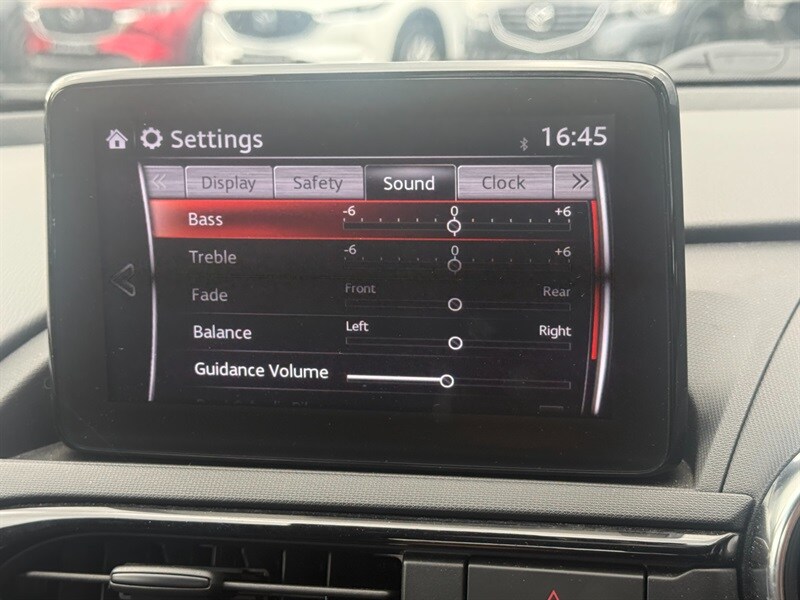 Settings 16:45
Display Safety Sound Clock
Bass -6 0 +6
Treble -6 0 +6
Fade Front Rear
Balance Left Right
Guidance Volume